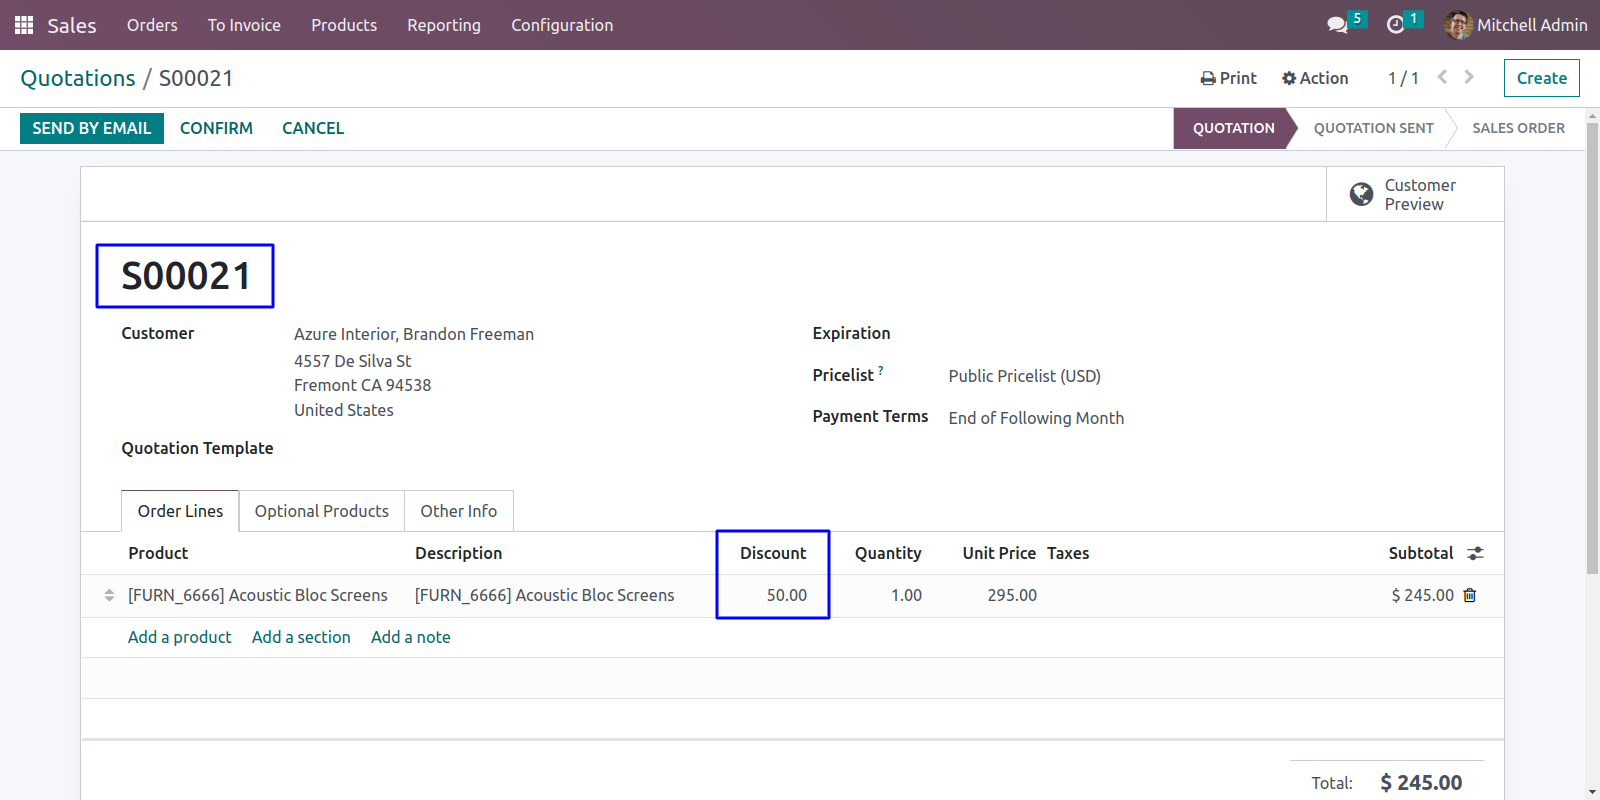 Sales Orders To Invoice Products Reporting Configuration 5 1 Mitchell Admin
Quotations / S00021 Print Action 1 / 1 Create
SEND BY EMAIL CONFIRM CANCEL QUOTATION QUOTATION SENT SALES ORDER
Customer
Preview
S00021
Customer Azure Interior, Brandon Freeman
4557 De Silva St
Fremont CA 94538
United States
Quotation Template
Expiration
Pricelist ? Public Pricelist (USD)
Payment Terms End of Following Month
Order Lines Optional Products Other Info
Product Description Discount Quantity Unit Price Taxes Subtotal
[FURN_6666] Acoustic Bloc Screens [FURN_6666] Acoustic Bloc Screens 50.00 1.00 295.00 $ 245.00
Add a product Add a section Add a note
Total: $ 245.00